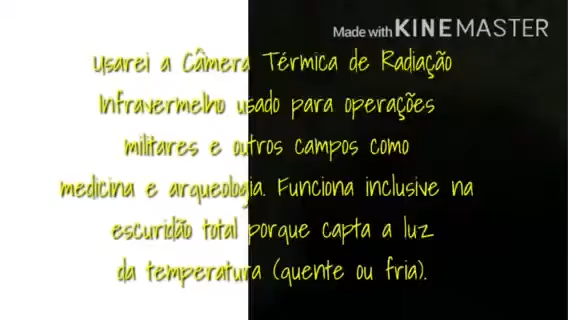 Made with KINEMASTER
Usarei a Câmera Térmica de Radiação
Infravermelho usado para operações
militares e outros campos como
medicina e arqueologia. Funciona inclusive na
escuridão total porque capta a luz
da temperatura (quente ou fria).